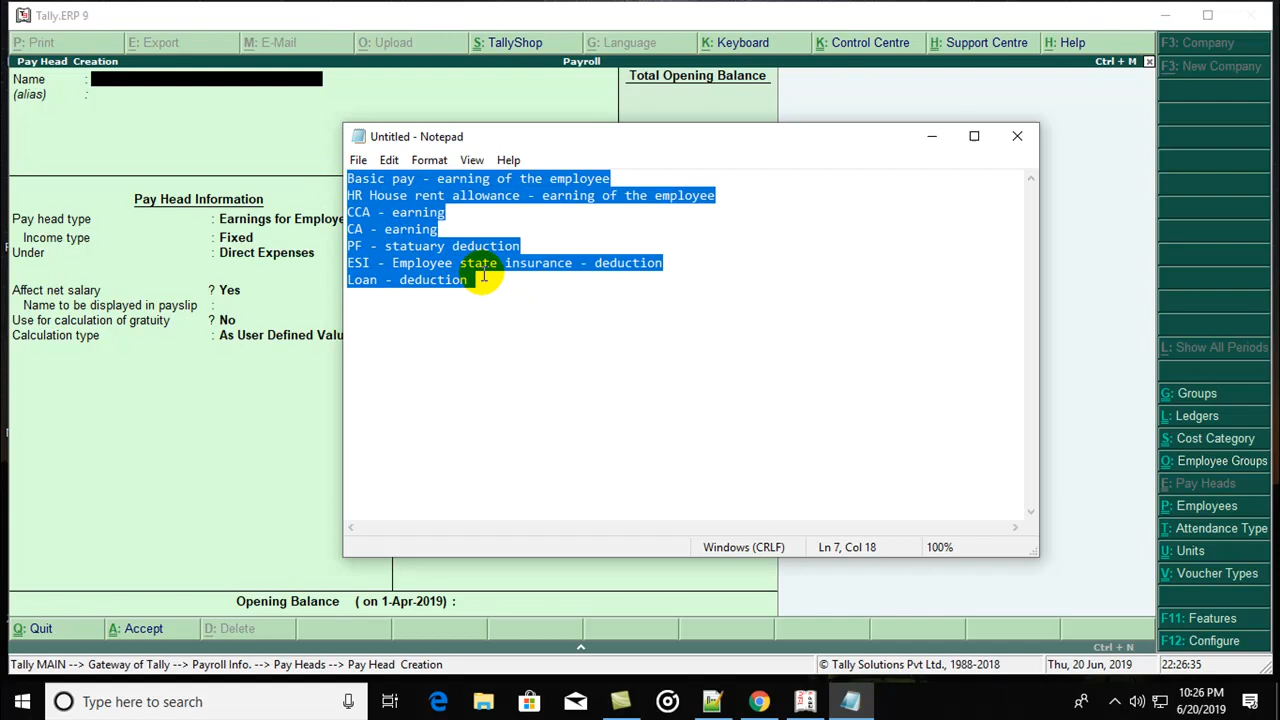 Tally.ERP 9
P: Print E: Export M: E-Mail O: Upload S: TallyShop G: Language K: Keyboard K: Control Centre H: Support Centre H: Help F3: Company
Pay Head Creation Payroll Ctrl + M F3: New Company
Name : Total Opening Balance
(alias) :
Untitled - Notepad
File Edit Format View Help
Basic pay - earning of the employee
HR House rent allowance - earning of the employee
CCA - earning
CA - earning
PF - statuary deduction
ESI - Employee state insurance - deduction
Loan - deduction
Windows (CRLF) Ln 7, Col 18 100%
Pay Head Information
Pay head type : Earnings for Employe
Income type : Fixed
Under : Direct Expenses
Affect net salary ? Yes
Name to be displayed in payslip :
Use for calculation of gratuity ? No
Calculation type : As User Defined Valu
L: Show All Periods
G: Groups
L: Ledgers
S: Cost Category
O: Employee Groups
E: Pay Heads
P: Employees
T: Attendance Type
U: Units
V: Voucher Types
F11: Features
F12: Configure
Opening Balance ( on 1-Apr-2019) :
Q: Quit A: Accept D: Delete
Ctrl + N
Tally MAIN --> Gateway of Tally --> Payroll Info. --> Pay Heads --> Pay Head Creation © Tally Solutions Pvt Ltd., 1988-2018 Thu, 20 Jun, 2019 22:26:35
Type here to search
10:26 PM
6/20/2019